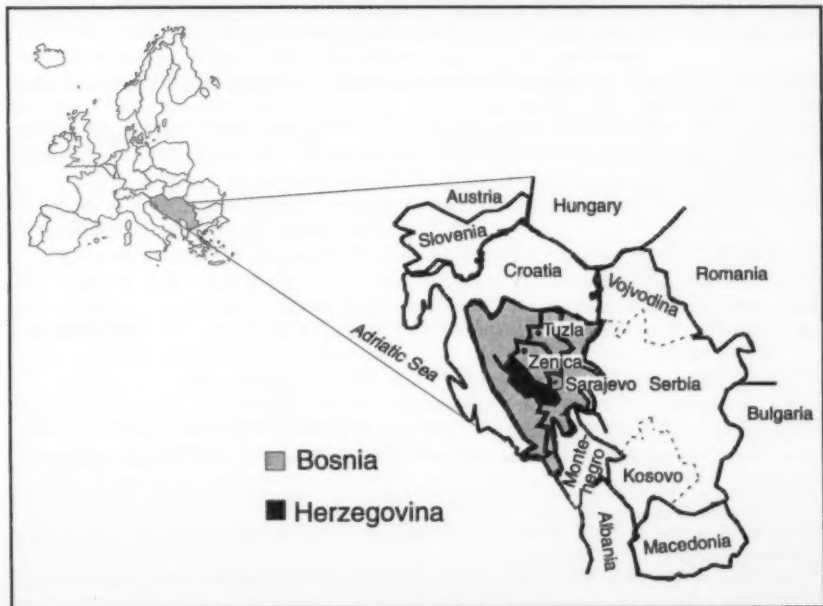 Austria
Hungary
Slovenia
Croatia
Vojvodina
Romania
Adriatic Sea
Tuzla
Zenica
Sarajevo
Serbia
Bulgaria
Bosnia
Monte-
negro
Kosovo
Herzegovina
Albania
Macedonia